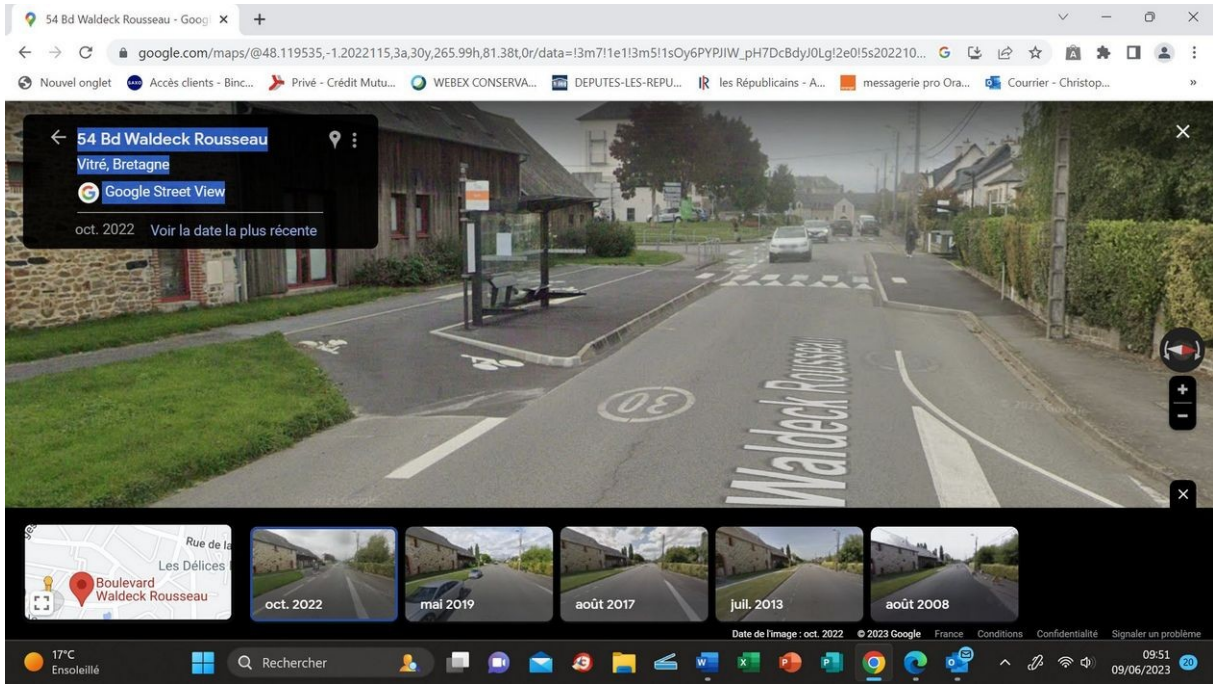 54 Bd Waldeck Rousseau - Goog
google.com/maps/@48.119535,-1.2022115,3a,30y,265.99h,81.38t,0r/data=!3m7!1e1!3m5!1sOy6PYPJIW_pH7DcBdyJ0Lg!2e0!5s202210...
Nouvel onglet
Accès clients - Binc...
Privé - Crédit Mutu...
WEBEX CONSERVA...
DEPUTES-LES-REPU...
les Républicains - A...
messagerie pro Ora...
Courrier - Christop...
»
54 Bd Waldeck Rousseau
Vitré, Bretagne
Google Street View
oct. 2022 Voir la date la plus récente
30
Waldeck Rousseau
Rue de la
Les Délices
Boulevard
Waldeck Rousseau
oct. 2022
mai 2019
août 2017
juil. 2013
août 2008
Date de l'image : oct. 2022 © 2023 Google France Conditions Confidentialité Signaler un problème
17°C
Ensoleillé
Rechercher
09:51
09/06/2023
20